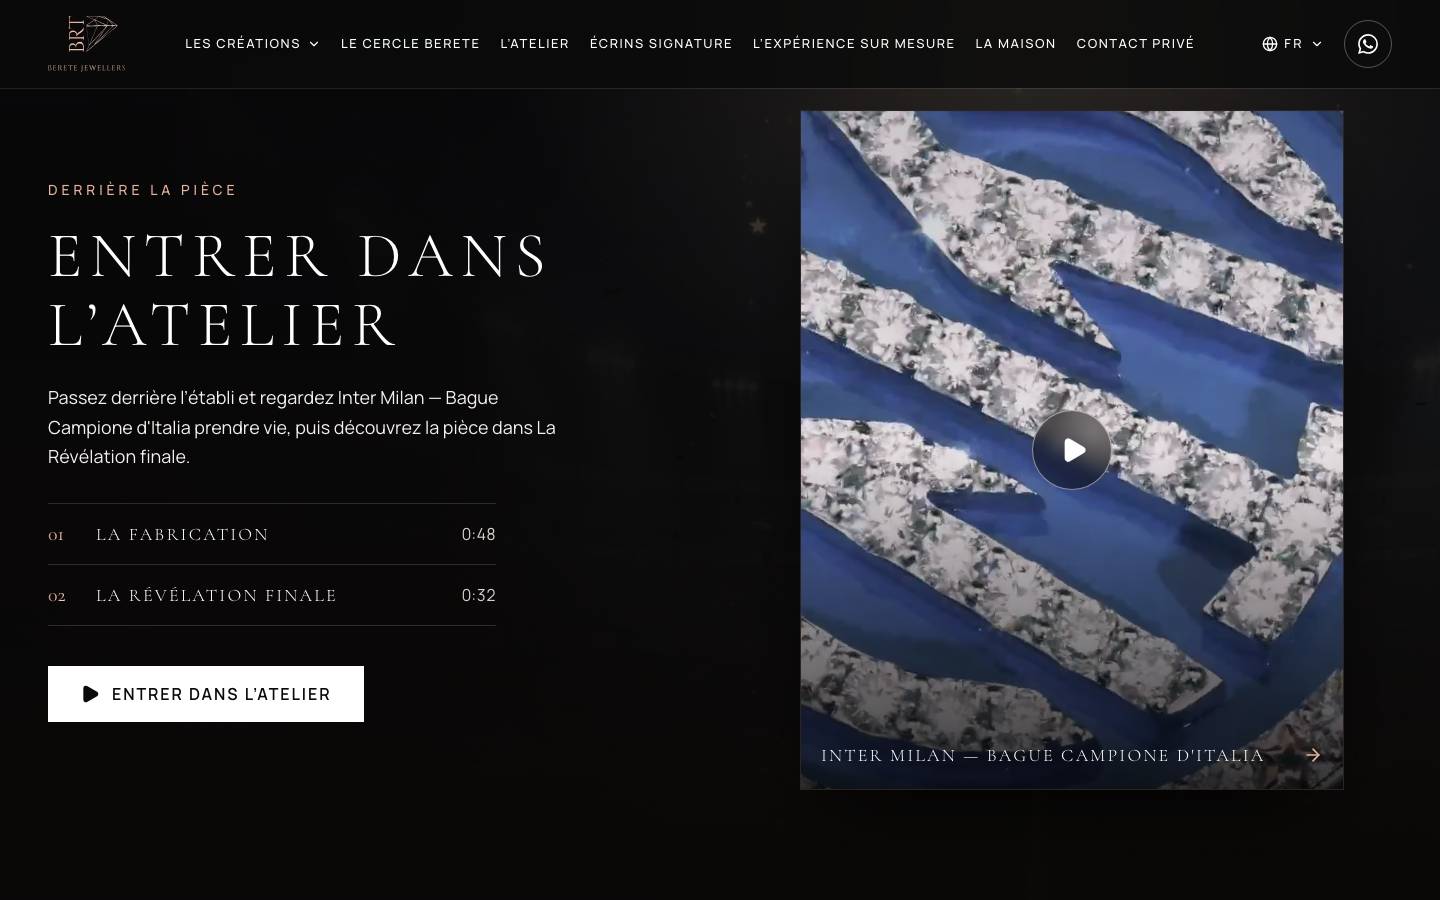 BRT
BERETE JEWELLERS
LES CRÉATIONS
LE CERCLE BERETE
L’ATELIER
ÉCRINS SIGNATURE
L’EXPÉRIENCE SUR MESURE
LA MAISON
CONTACT PRIVÉ
FR
DERRIÈRE LA PIÈCE
ENTRER DANS
L’ATELIER
Passez derrière l’établi et regardez Inter Milan — Bague
Campione d'Italia prendre vie, puis découvrez la pièce dans La
Révélation finale.
01 LA FABRICATION 0:48
02 LA RÉVÉLATION FINALE 0:32
ENTRER DANS L’ATELIER
INTER MILAN — BAGUE CAMPIONE D'ITALIA